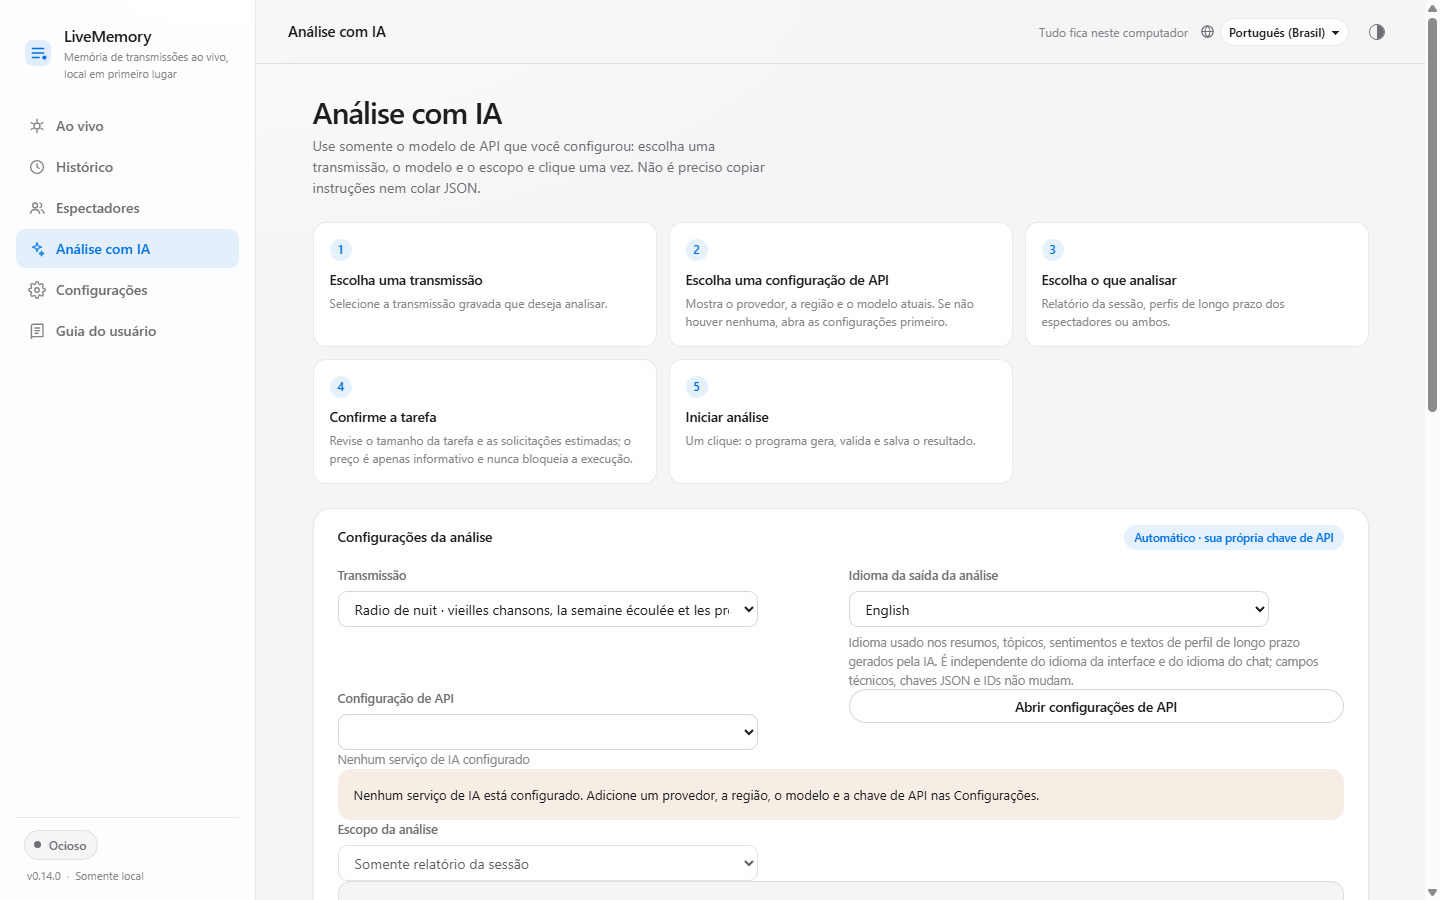 LiveMemory
Memória de transmissões ao vivo,
local em primeiro lugar
Ao vivo
Histórico
Espectadores
Análise com IA
Configurações
Guia do usuário
Ocioso
v0.14.0 · Somente local
Análise com IA
Tudo fica neste computador
Português (Brasil)
Análise com IA
Use somente o modelo de API que você configurou: escolha uma
transmissão, o modelo e o escopo e clique uma vez. Não é preciso copiar
instruções nem colar JSON.
1
Escolha uma transmissão
Selecione a transmissão gravada que deseja analisar.
2
Escolha uma configuração de API
Mostra o provedor, a região e o modelo atuais. Se não
houver nenhuma, abra as configurações primeiro.
3
Escolha o que analisar
Relatório da sessão, perfis de longo prazo dos
espectadores ou ambos.
4
Confirme a tarefa
Revise o tamanho da tarefa e as solicitações estimadas; o
preço é apenas informativo e nunca bloqueia a execução.
5
Iniciar análise
Um clique: o programa gera, valida e salva o resultado.
Configurações da análise
Automático · sua própria chave de API
Transmissão
Radio de nuit · vieilles chansons, la semaine écoulée et les pr
Idioma da saída da análise
English
Idioma usado nos resumos, tópicos, sentimentos e textos de perfil de longo prazo
gerados pela IA. É independente do idioma da interface e do idioma do chat; campos
técnicos, chaves JSON e IDs não mudam.
Configuração de API
Abrir configurações de API
Nenhum serviço de IA configurado
Nenhum serviço de IA está configurado. Adicione um provedor, a região, o modelo e a chave de API nas Configurações.
Escopo da análise
Somente relatório da sessão